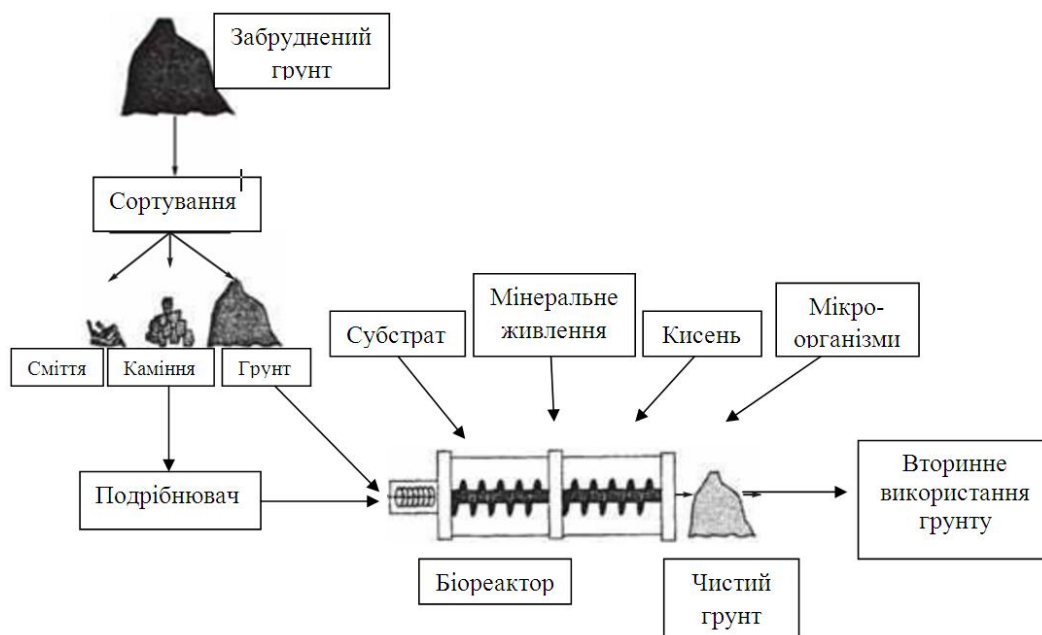 Забруднений
грунт
Сортування
Сміття
Каміння
Грунт
Субстрат
Мінеральне
живлення
Кисень
Мікро-
організми
Подрібнювач
Біореактор
Чистий
грунт
Вторинне
використання
грунту